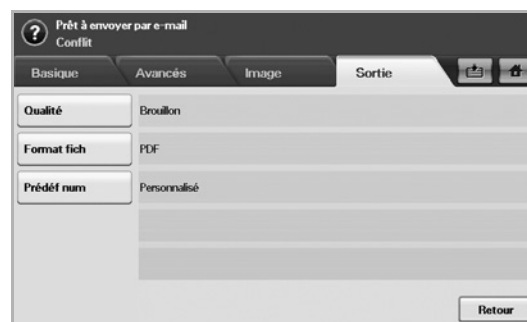 Prêt à envoyer par e-mail
Conflit
Basique Avancés Image Sortie
Qualité Brouillon
Format fich PDF
Prédéf num Personnalisé
Retour